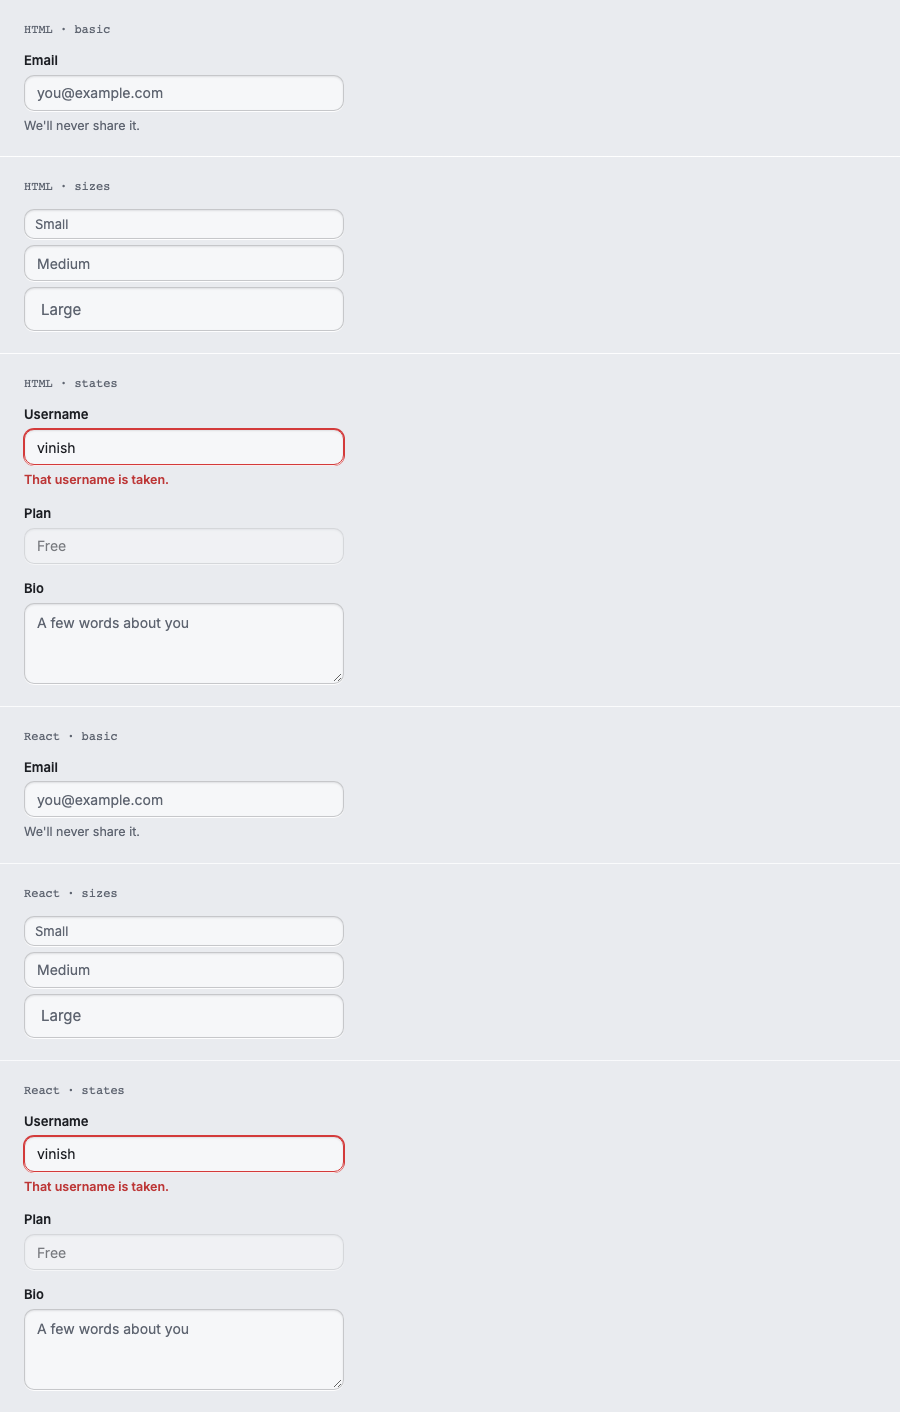 HTML · basic
Email
you@example.com
We'll never share it.
HTML · sizes
Small
Medium
Large
HTML · states
Username
vinish
That username is taken.
Plan
Free
Bio
A few words about you
React · basic
Email
you@example.com
We'll never share it.
React · sizes
Small
Medium
Large
React · states
Username
vinish
That username is taken.
Plan
Free
Bio
A few words about you